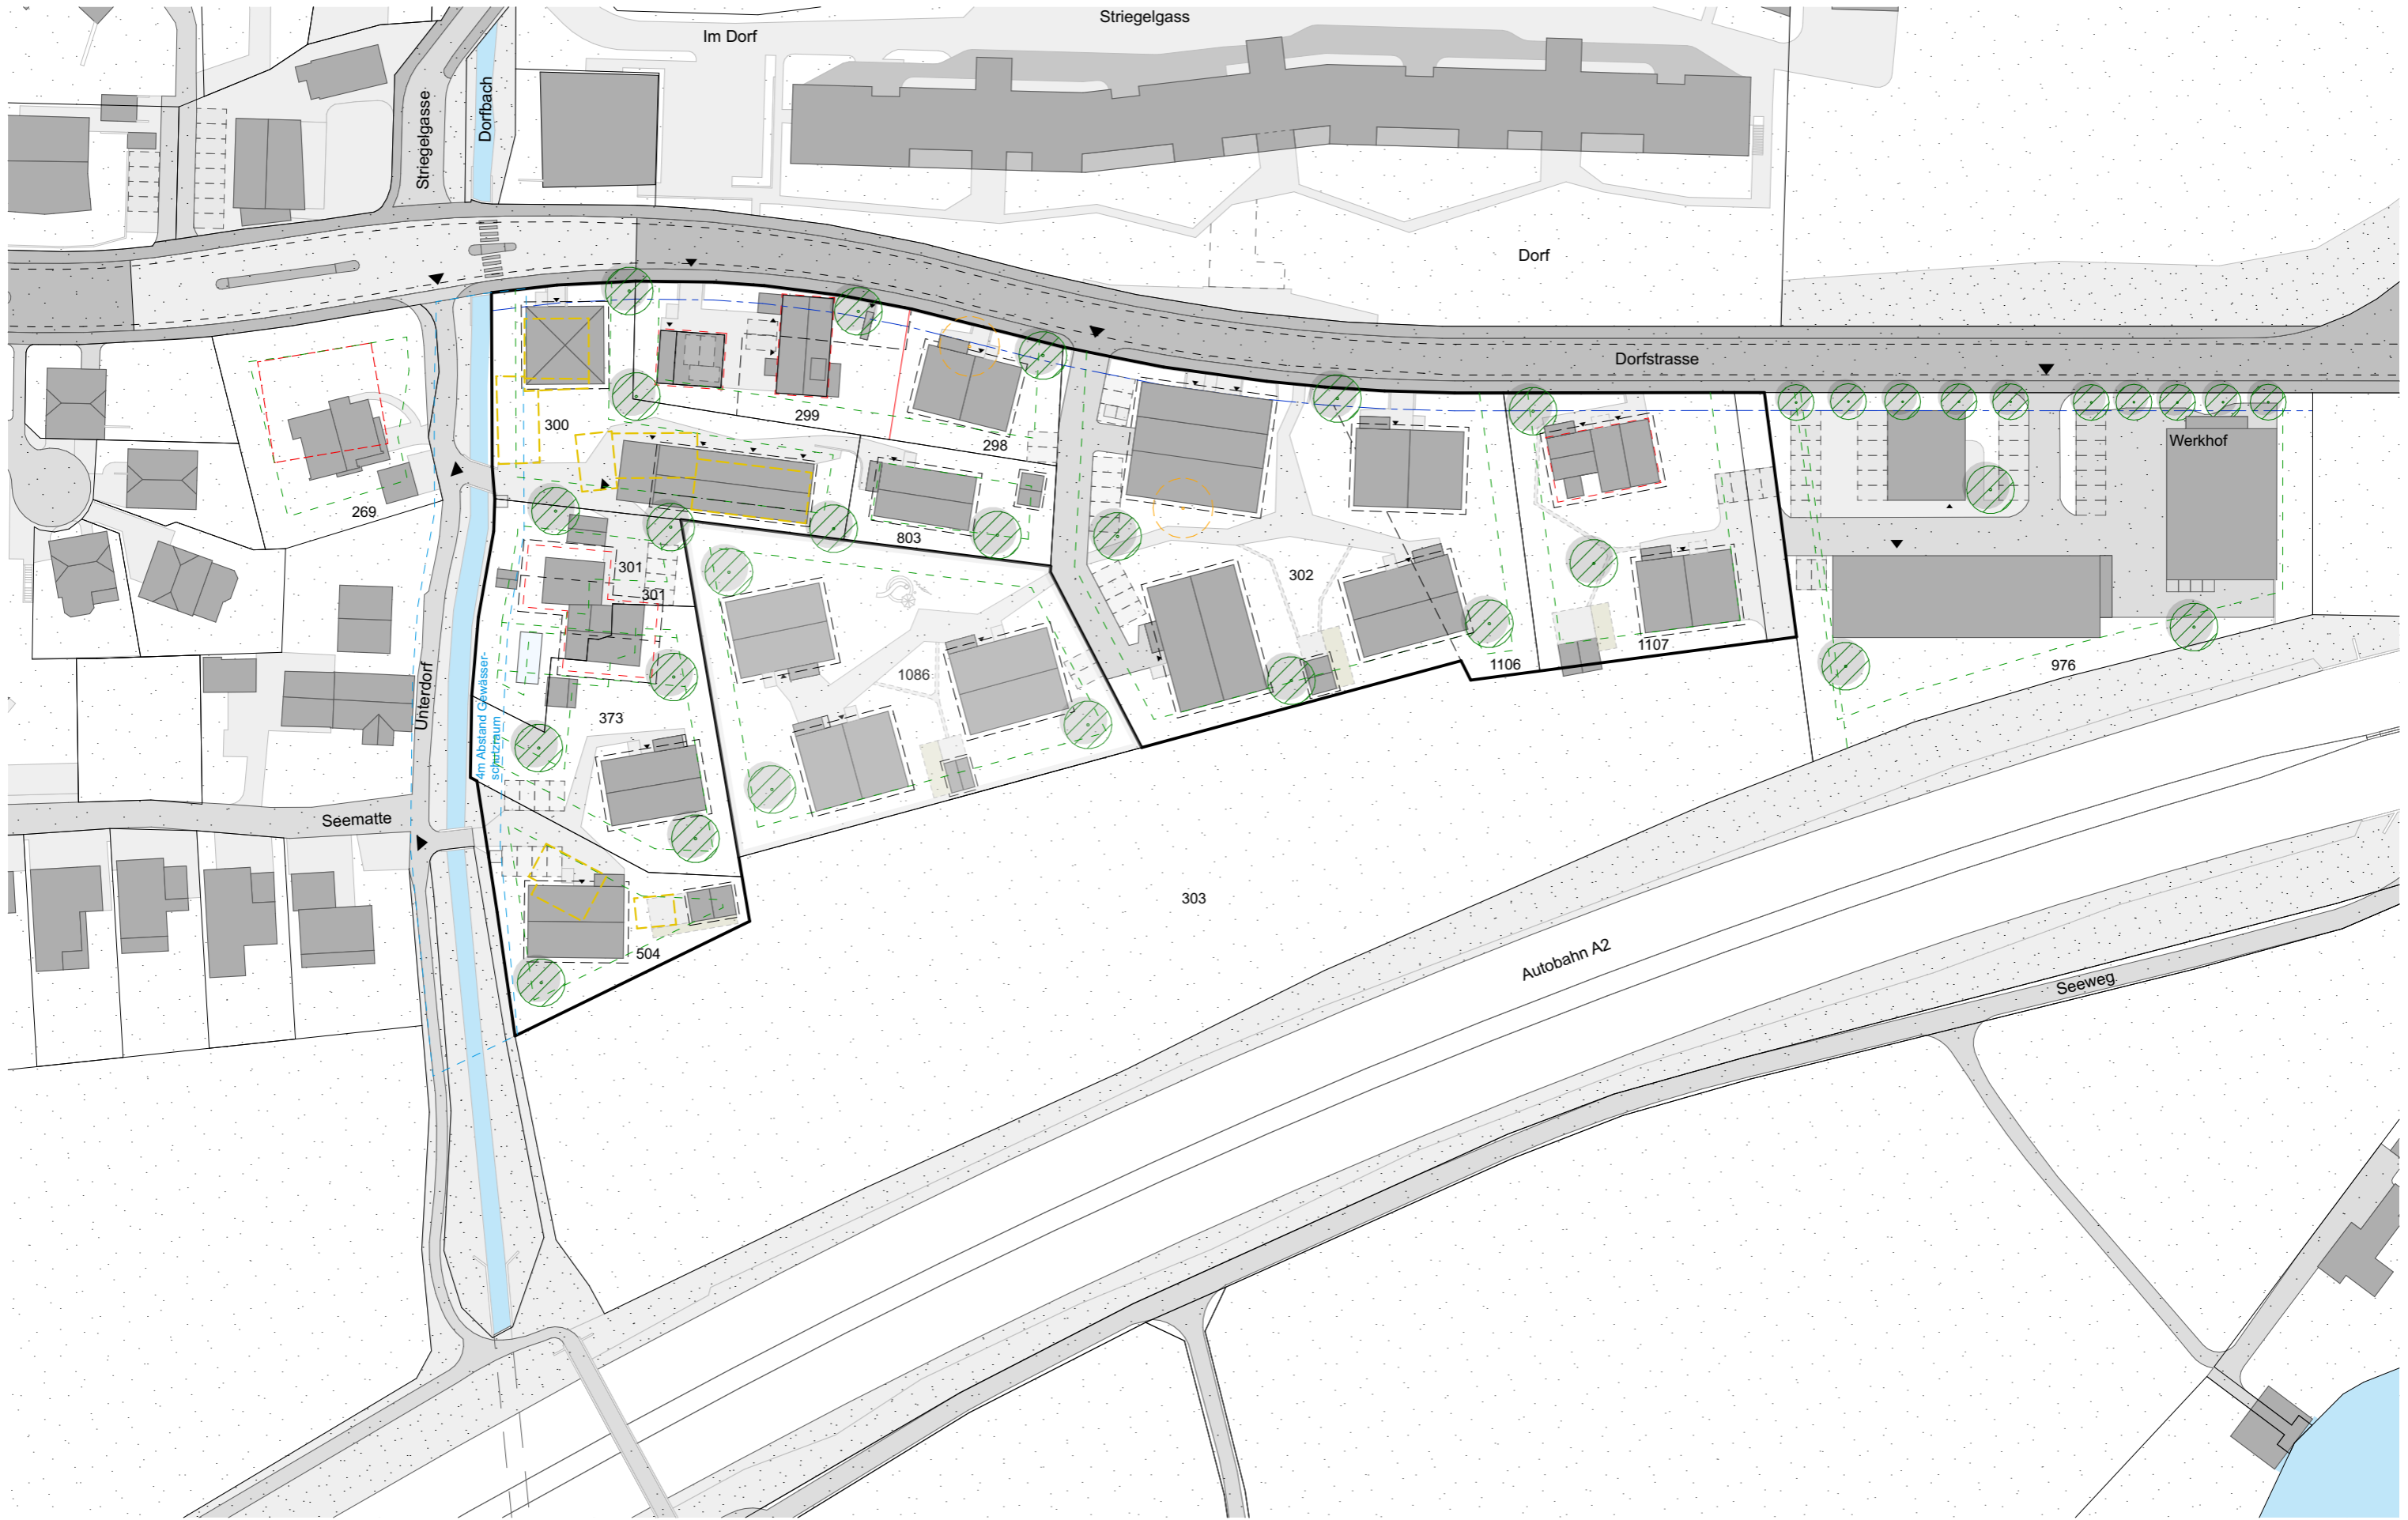 Striegelgass
Im Dorf
Striegelgasse
Dorfbach
Dorf
Dorfstrasse
Werkhof
300
299
298
269
803
301
301
302
1086
1106
1107
976
373
Unterdorf
4m Abstand Gewässer-
schutzraum
Seematte
303
504
Autobahn A2
Seeweg